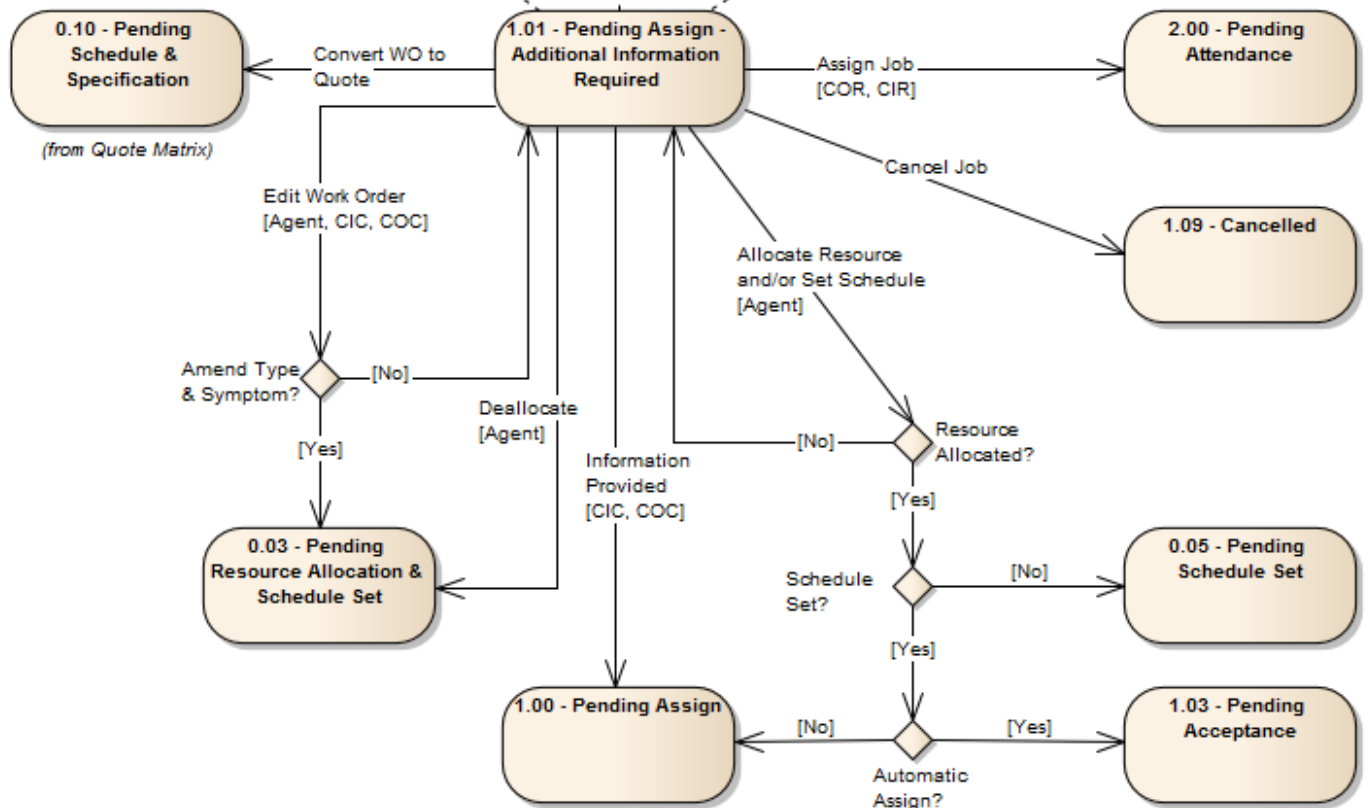 0.10 - Pending
Schedule &
Specification
(from Quote Matrix)
Convert WO to
Quote
1.01 - Pending Assign -
Additional Information
Required
Assign Job
[COR, CIR]
2.00 - Pending
Attendance
Cancel Job
1.09 - Cancelled
Edit Work Order
[Agent, CIC, COC]
Allocate Resource
and/or Set Schedule
[Agent]
Amend Type
& Symptom?
[No]
[Yes]
Deallocate
[Agent]
Information
Provided
[CIC, COC]
[No]
Resource
Allocated?
[Yes]
0.03 - Pending
Resource Allocation &
Schedule Set
Schedule
Set?
[No]
0.05 - Pending
Schedule Set
[Yes]
1.00 - Pending Assign
[No]
[Yes]
1.03 - Pending
Acceptance
Automatic
Assign?